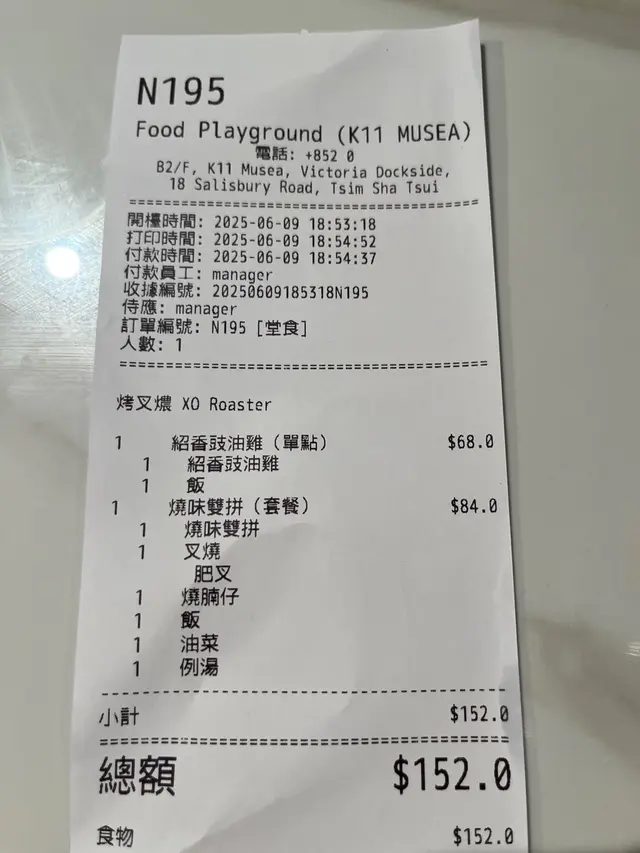 N195
Food Playground (K11 MUSEA)
電話: +852 0
B2/F, K11 Musea, Victoria Dockside,
18 Salisbury Road, Tsim Sha Tsui
開檯時間: 2025-06-09 18:53:18
打印時間: 2025-06-09 18:54:52
付款時間: 2025-06-09 18:54:37
付款員工: manager
收據編號: 20250609185318N195
侍應: manager
訂單編號: N195 [堂食]
人數: 1
烤叉燶 XO Roaster
1 紹香豉油雞（單點） $68.0
1 紹香豉油雞
1 飯
1 燒味雙拼（套餐） $84.0
1 燒味雙拼
1 叉燒
肥叉
1 燒腩仔
1 飯
1 油菜
1 例湯
小計 $152.0
總額 $152.0
食物 $152.0